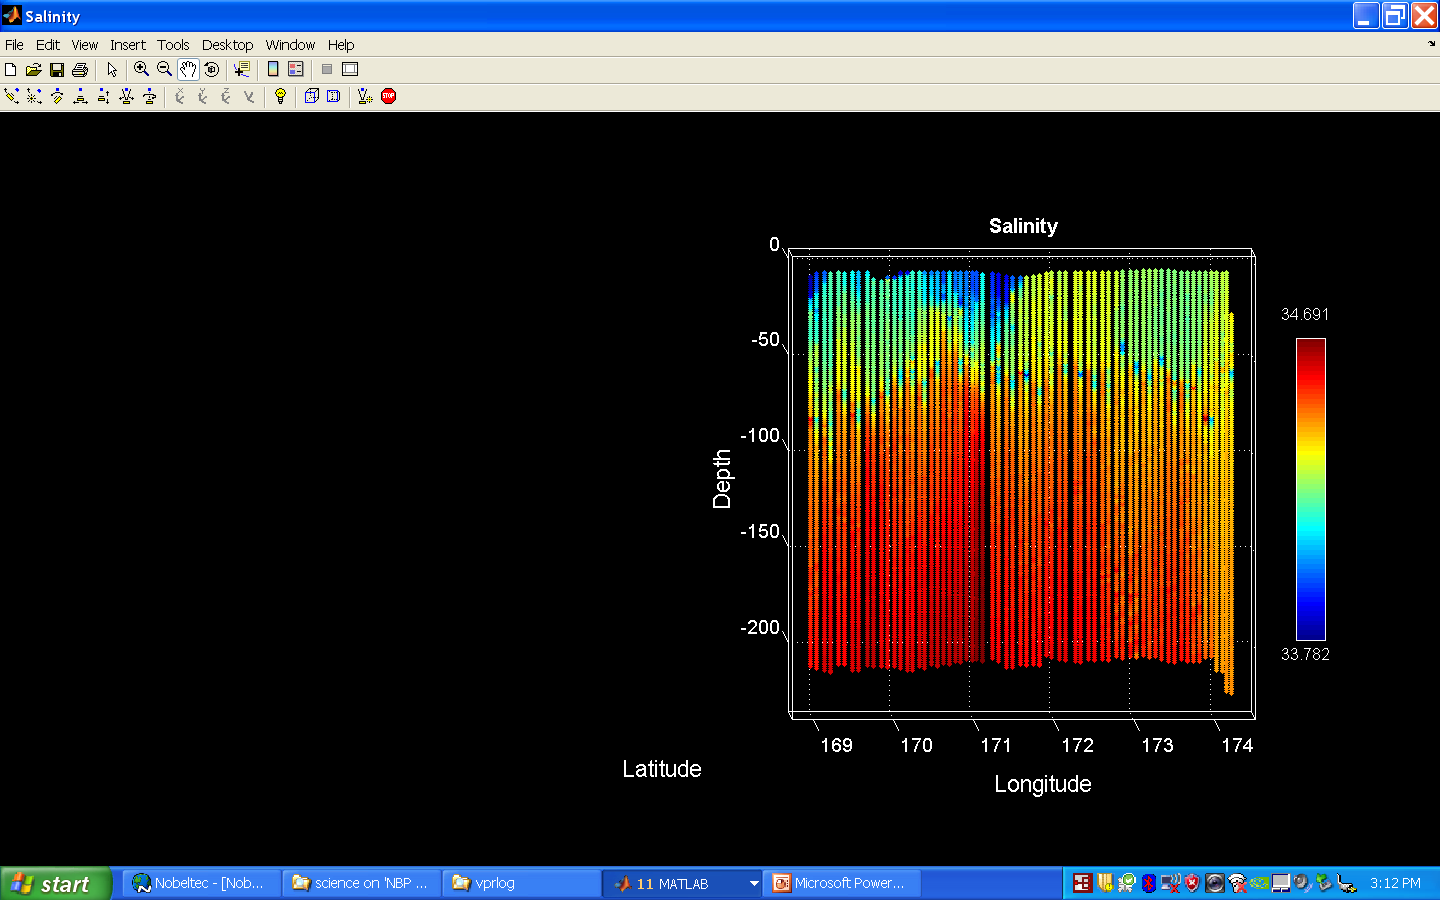 Salinity
File Edit View Insert Tools Desktop Window Help
STOP
Salinity
0
-50
-100
-150
-200
Depth
34.691
33.782
169 170 171 172 173 174
Latitude
Longitude
start
Nobeltec - [Nob...
science on 'NBP ...
vprlog
11 MATLAB
Microsoft Power...
3:12 PM